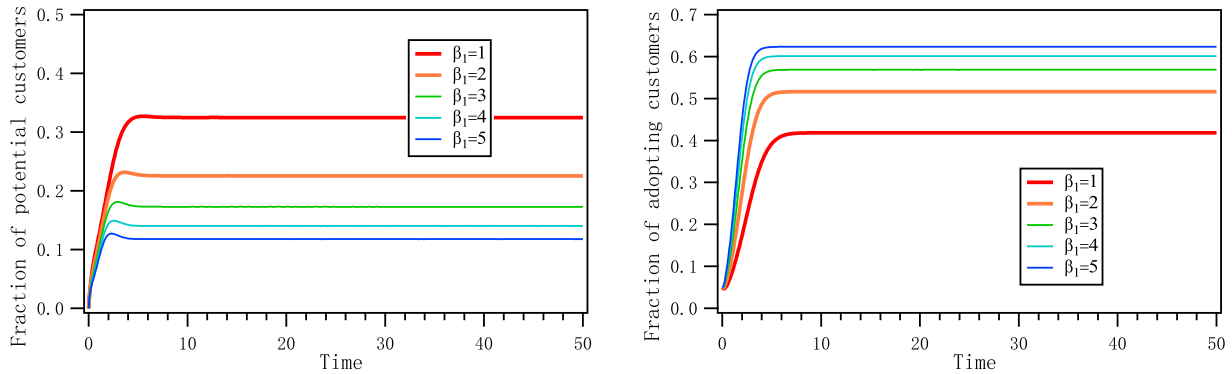 Fraction of potential customers
0.5
0.4
0.3
0.2
0.1
0.0
β1=1
β1=2
β1=3
β1=4
β1=5
0 10 20 30 40 50
Time
Fraction of adopting customers
0.7
0.6
0.5
0.4
0.3
0.2
0.1
0.0
β1=1
β1=2
β1=3
β1=4
β1=5
0 10 20 30 40 50
Time